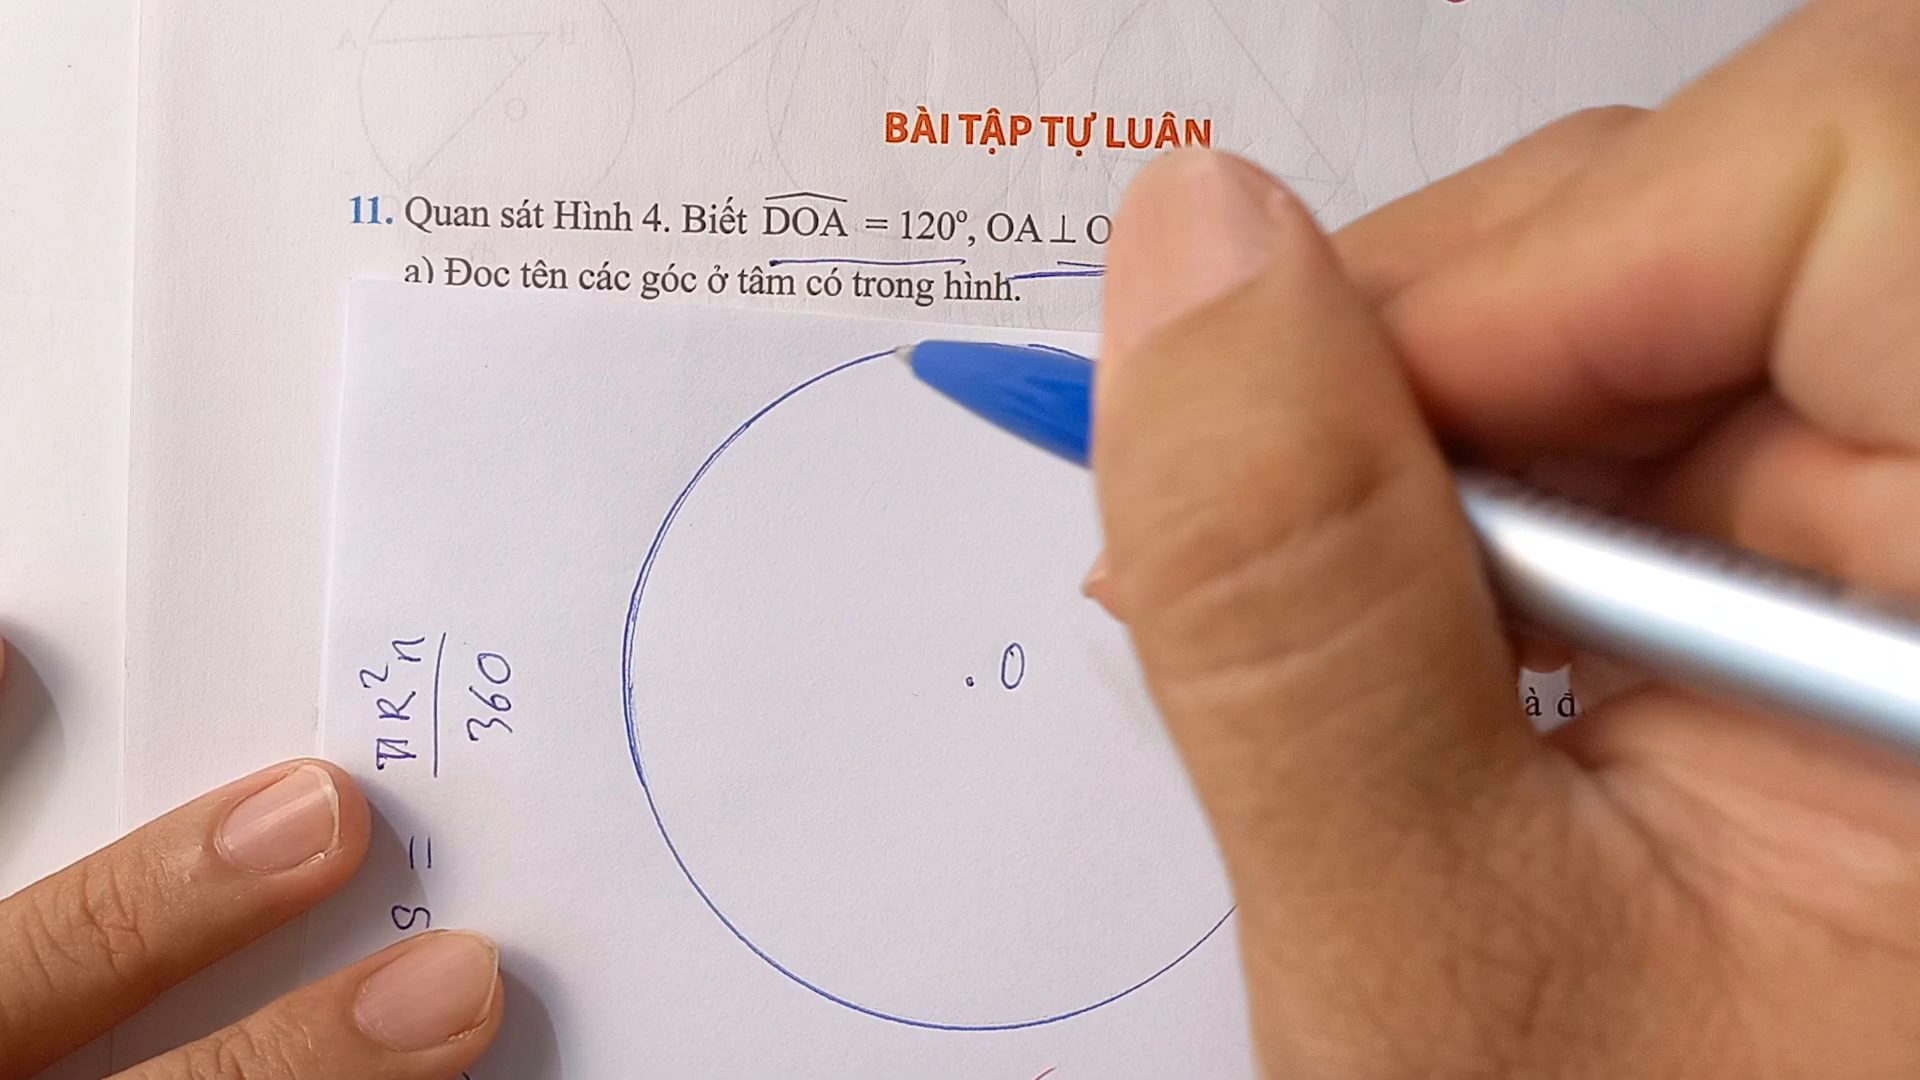 BÀI TẬP TỰ LUẬN
11. Quan sát Hình 4. Biết DOA = 120°, OA ⊥ O
a) Đọc tên các góc ở tâm có trong hình.
. O
S = πR²n / 360
à đ